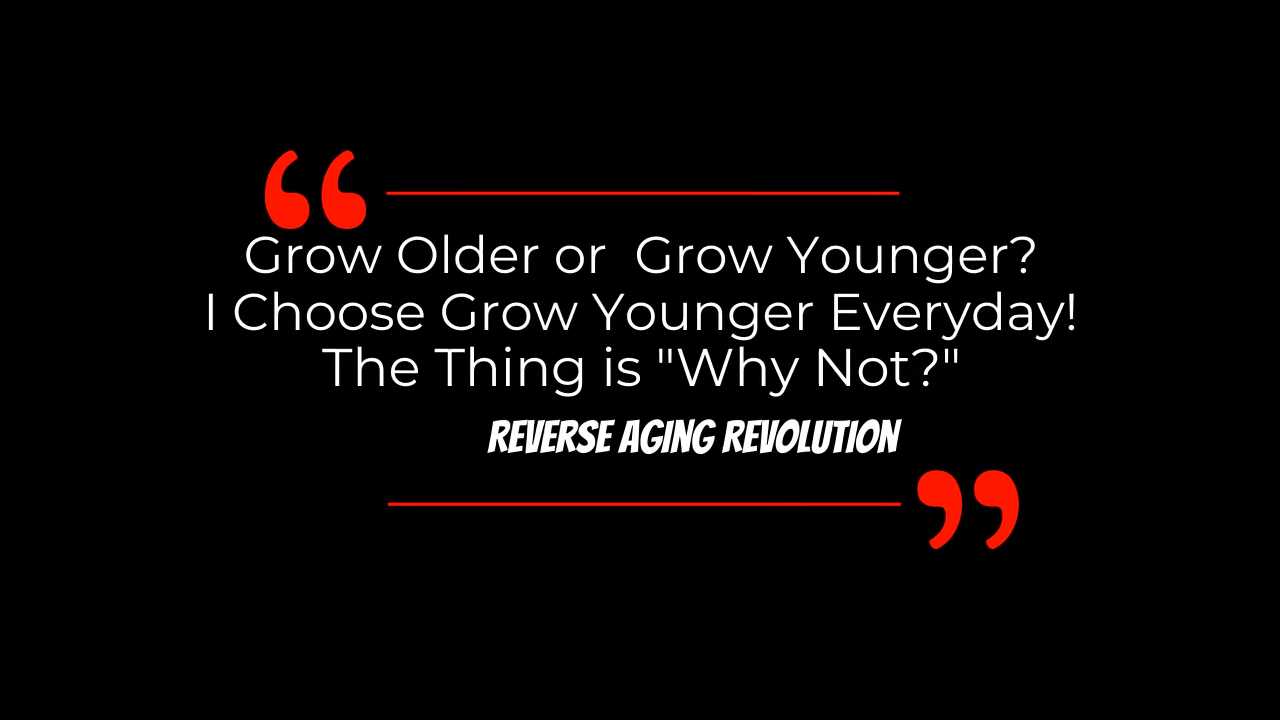 Grow Older or  Grow Younger?
I Choose Grow Younger Everyday!
The Thing is "Why Not?"
REVERSE AGING REVOLUTION